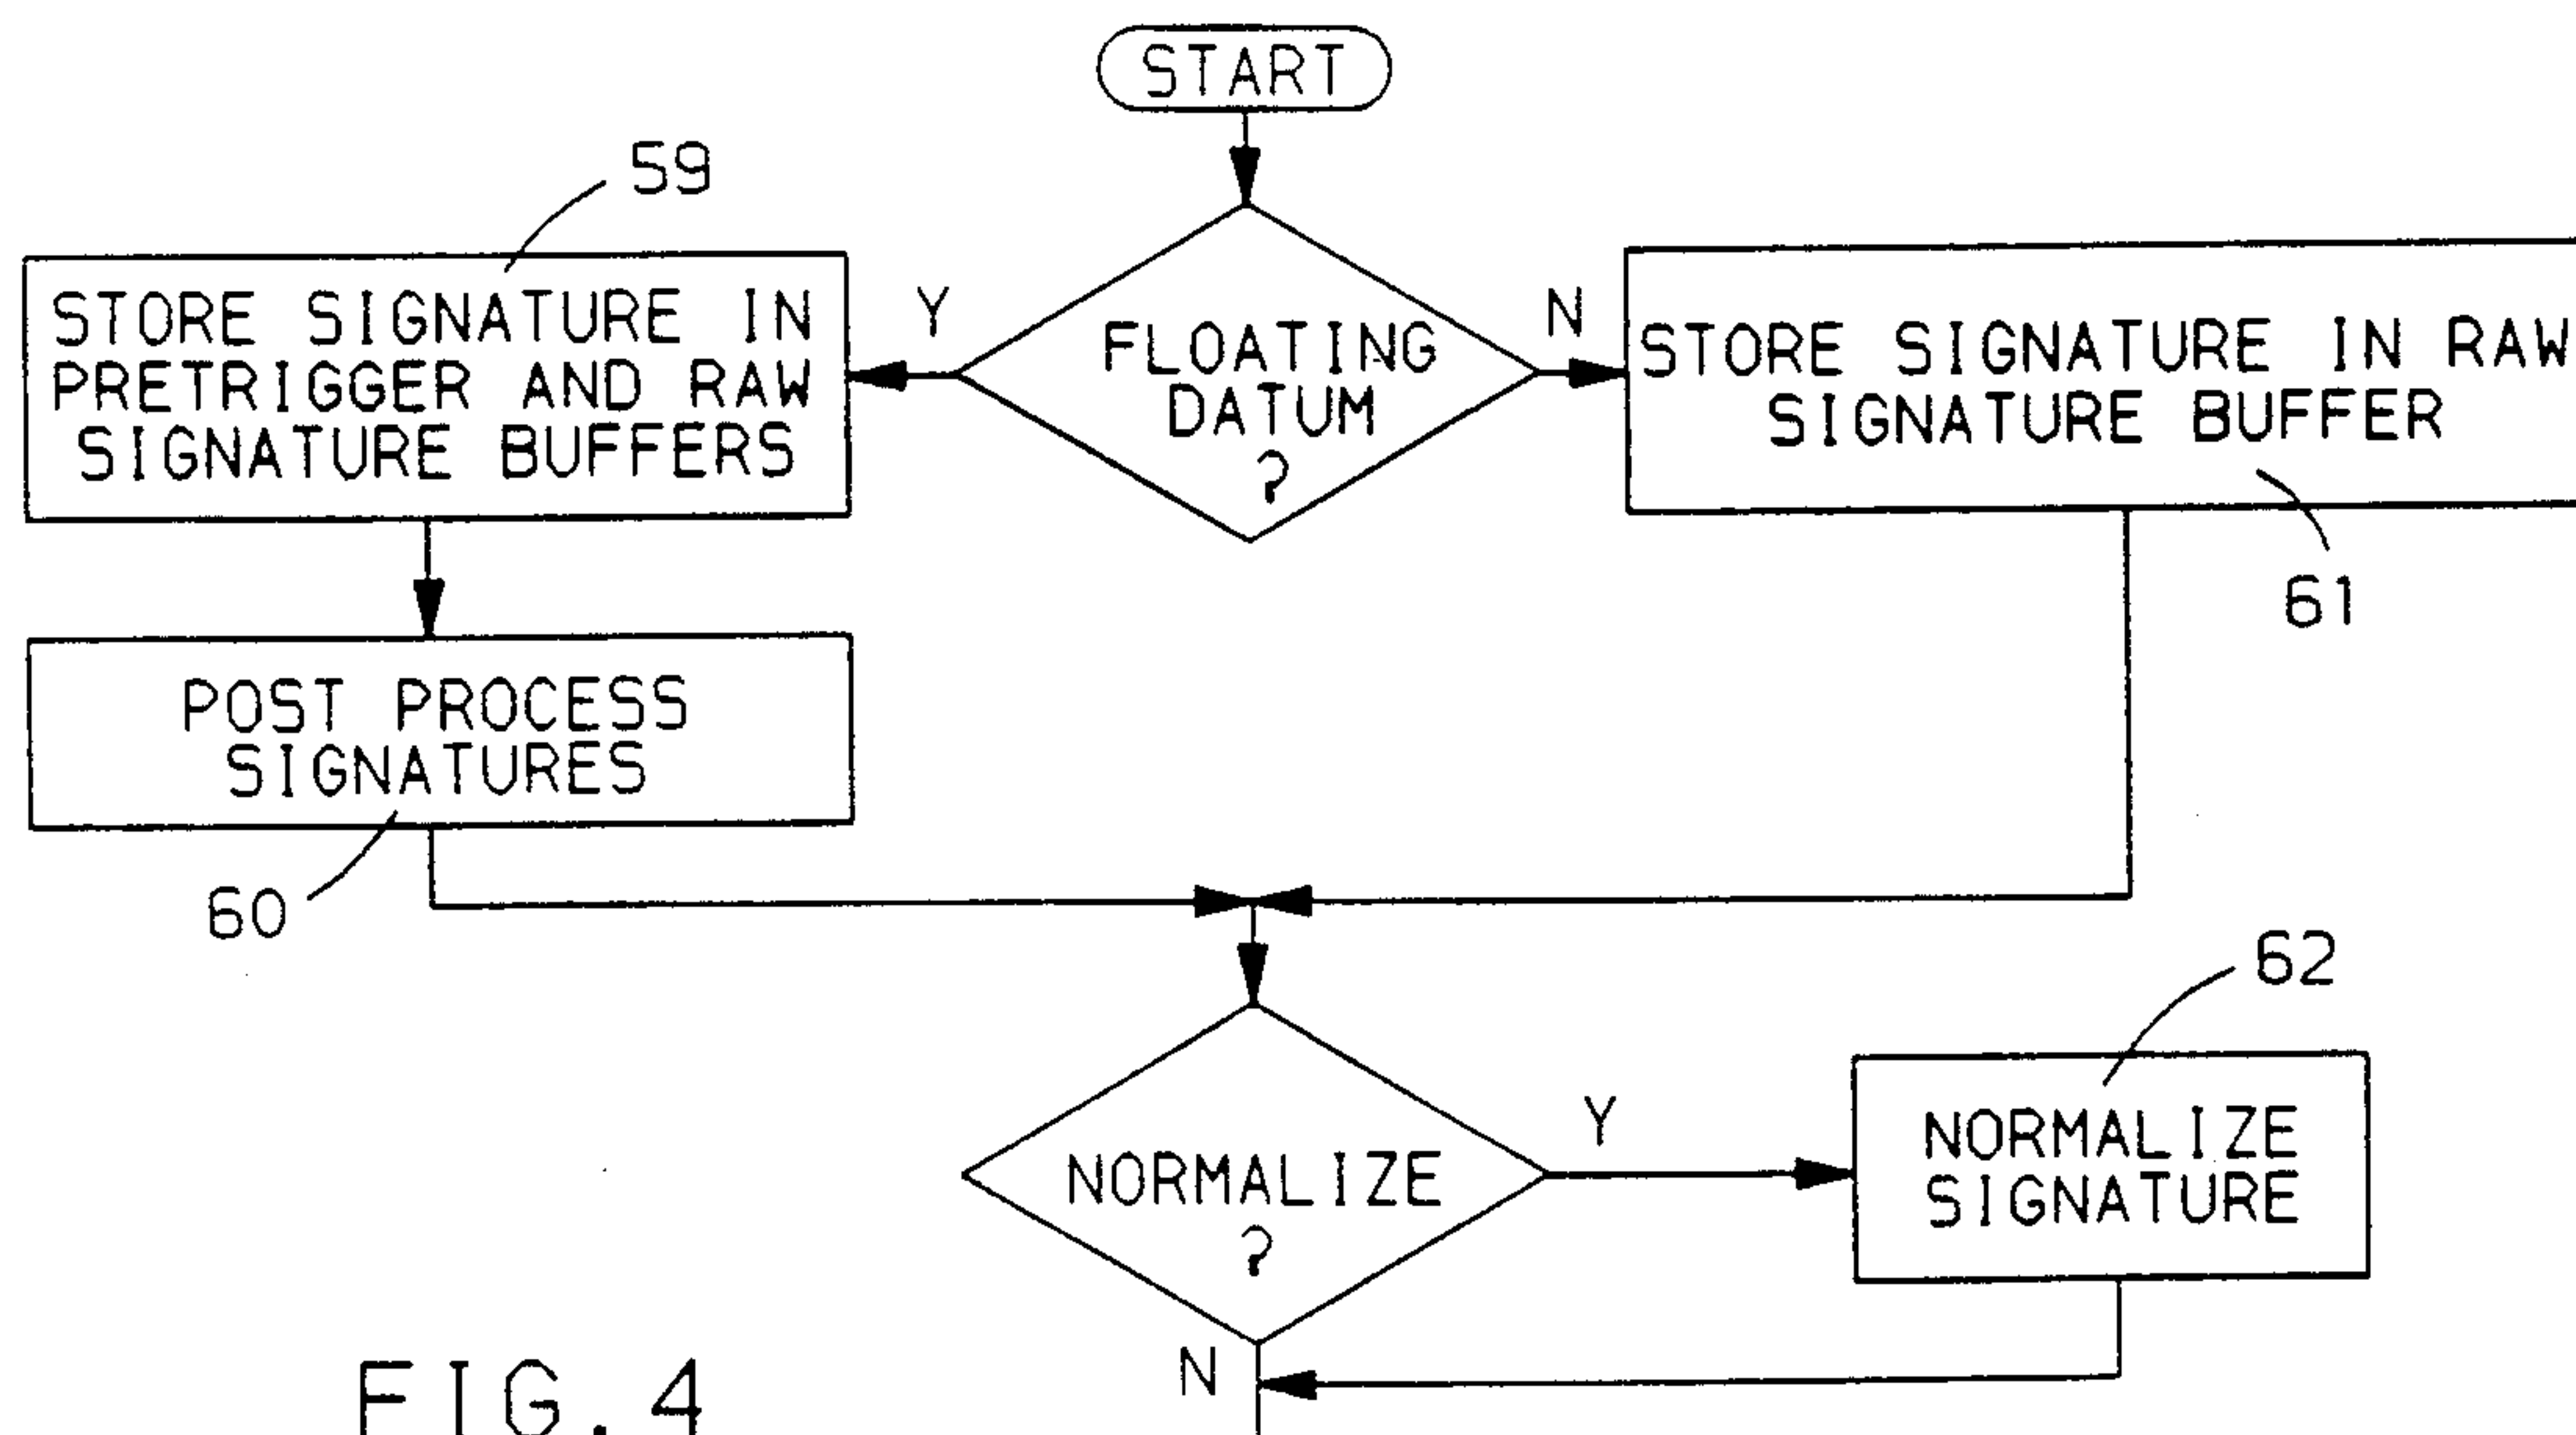 START
59
STORE SIGNATURE IN
PRETRIGGER AND RAW
SIGNATURE BUFFERS
Y
FLOATING
DATUM
?
N
STORE SIGNATURE IN RAW
SIGNATURE BUFFER
61
POST PROCESS
SIGNATURES
60
62
NORMALIZE
?
Y
NORMALIZE
SIGNATURE
N
FIG.4